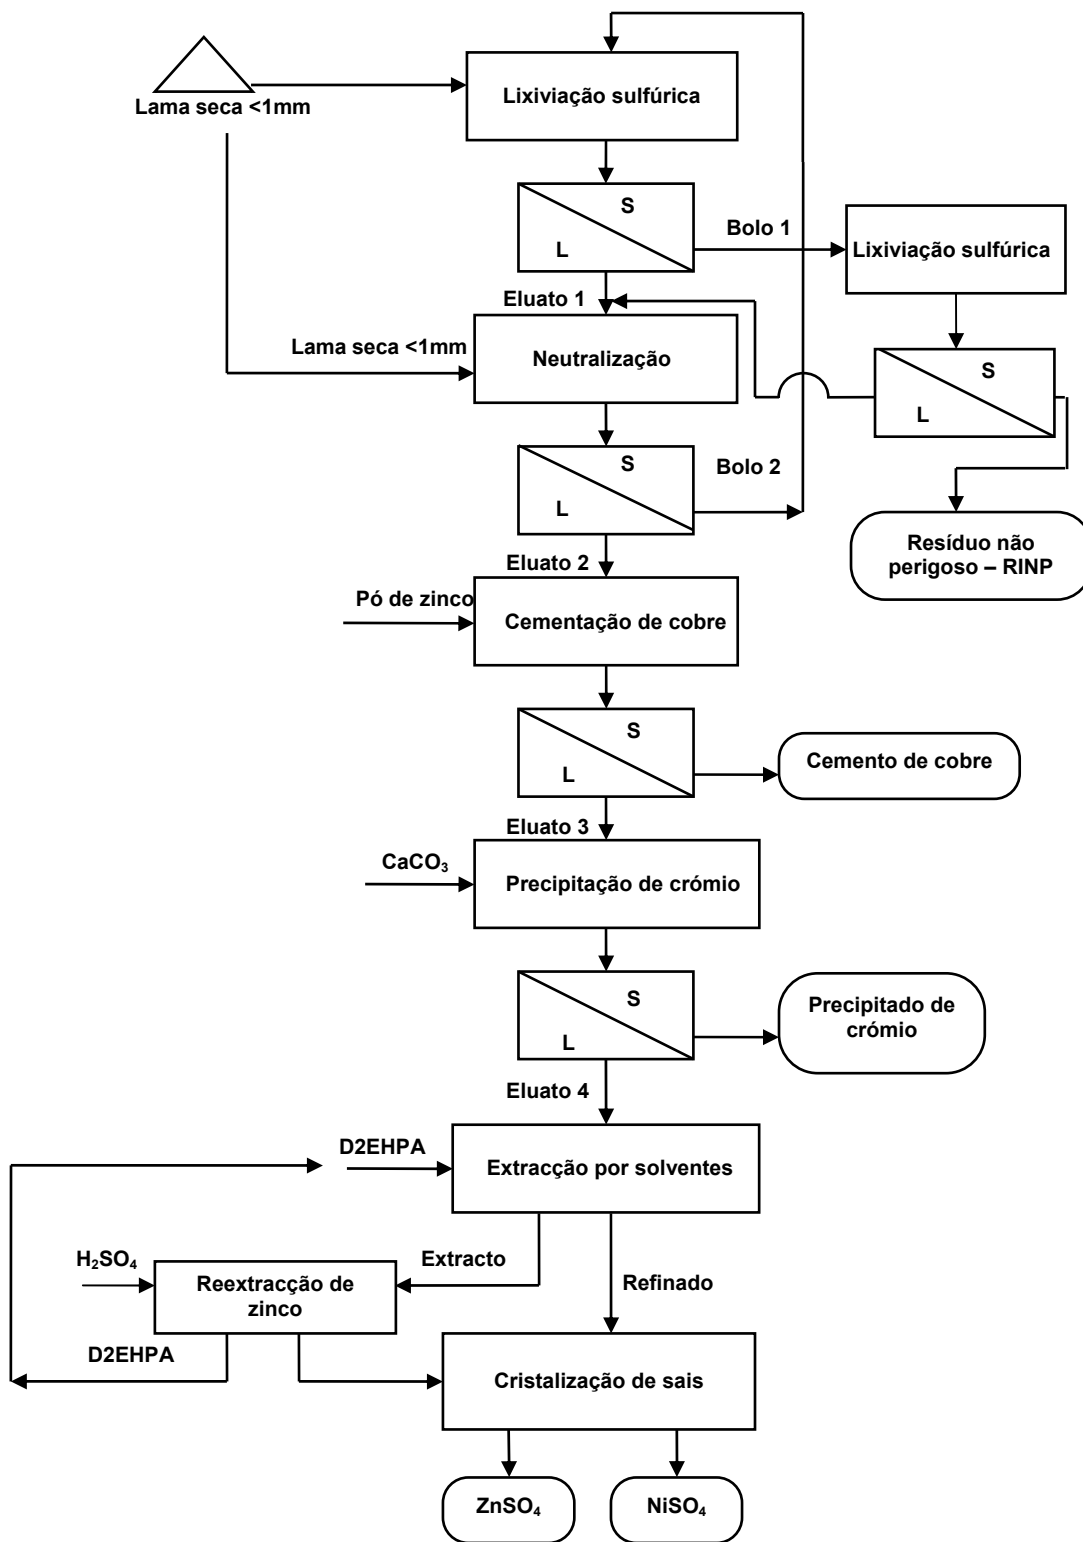 Lixiviação sulfúrica
Lama seca <1mm
S
L
Bolo 1
Lixiviação sulfúrica
Eluato 1
Lama seca <1mm
Neutralização
S
L
S
L
Bolo 2
Resíduo não
perigoso – RINP
Eluato 2
Pó de zinco
Cementação de cobre
S
L
Cemento de cobre
Eluato 3
CaCO₃
Precipitação de crómio
S
L
Precipitado de
crómio
Eluato 4
D2EHPA
Extracção por solventes
H₂SO₄
Extracto
Reextracção de
zinco
Refinado
D2EHPA
Cristalização de sais
ZnSO₄
NiSO₄